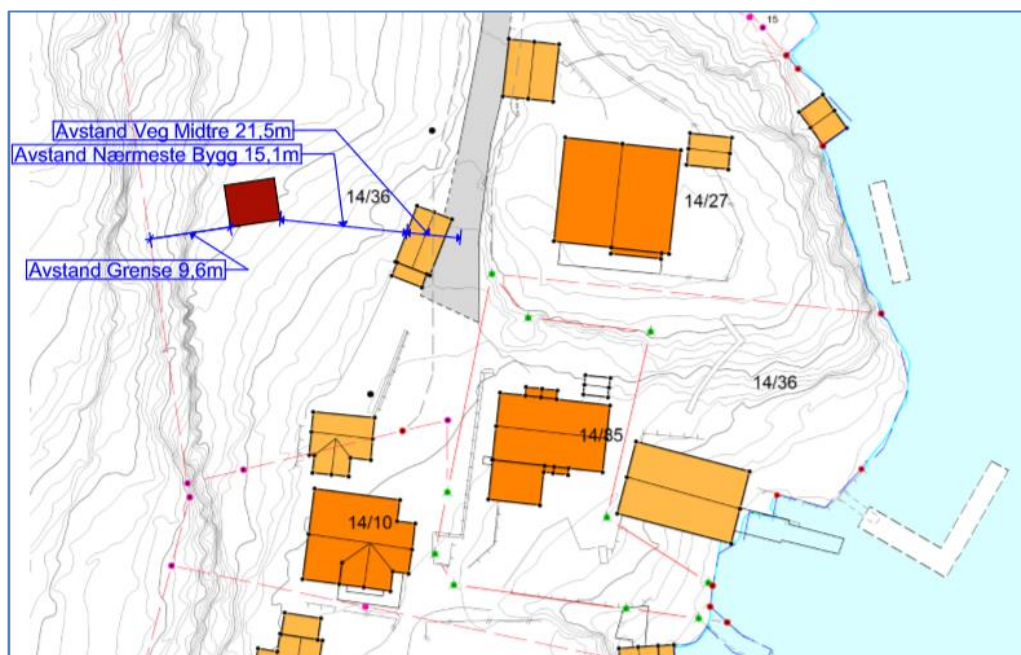 15
Avstand Veg Midtre 21,5m
Avstand Nærmeste Bygg 15,1m
14/36
14/27
Avstand Grense 9,6m
14/36
14/85
14/10